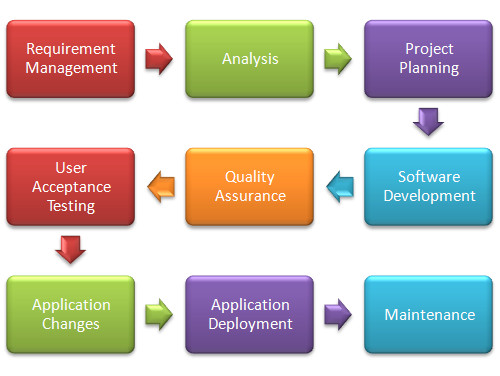 Requirement
Management
Analysis
Project
Planning
User
Acceptance
Testing
Quality
Assurance
Software
Development
Application
Changes
Application
Deployment
Maintenance